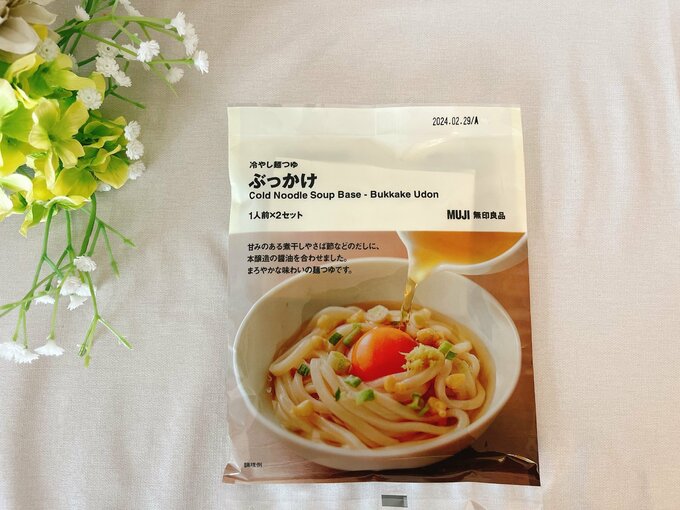 2024.02.29/A
冷やし麺つゆ
ぶっかけ
Cold Noodle Soup Base - Bukkake Udon
1人前×2セット
MUJI 無印良品
甘みのある煮干しやさば節などのだしに、
本醸造の醤油を合わせました。
まろやかな味わいの麺つゆです。
調理例